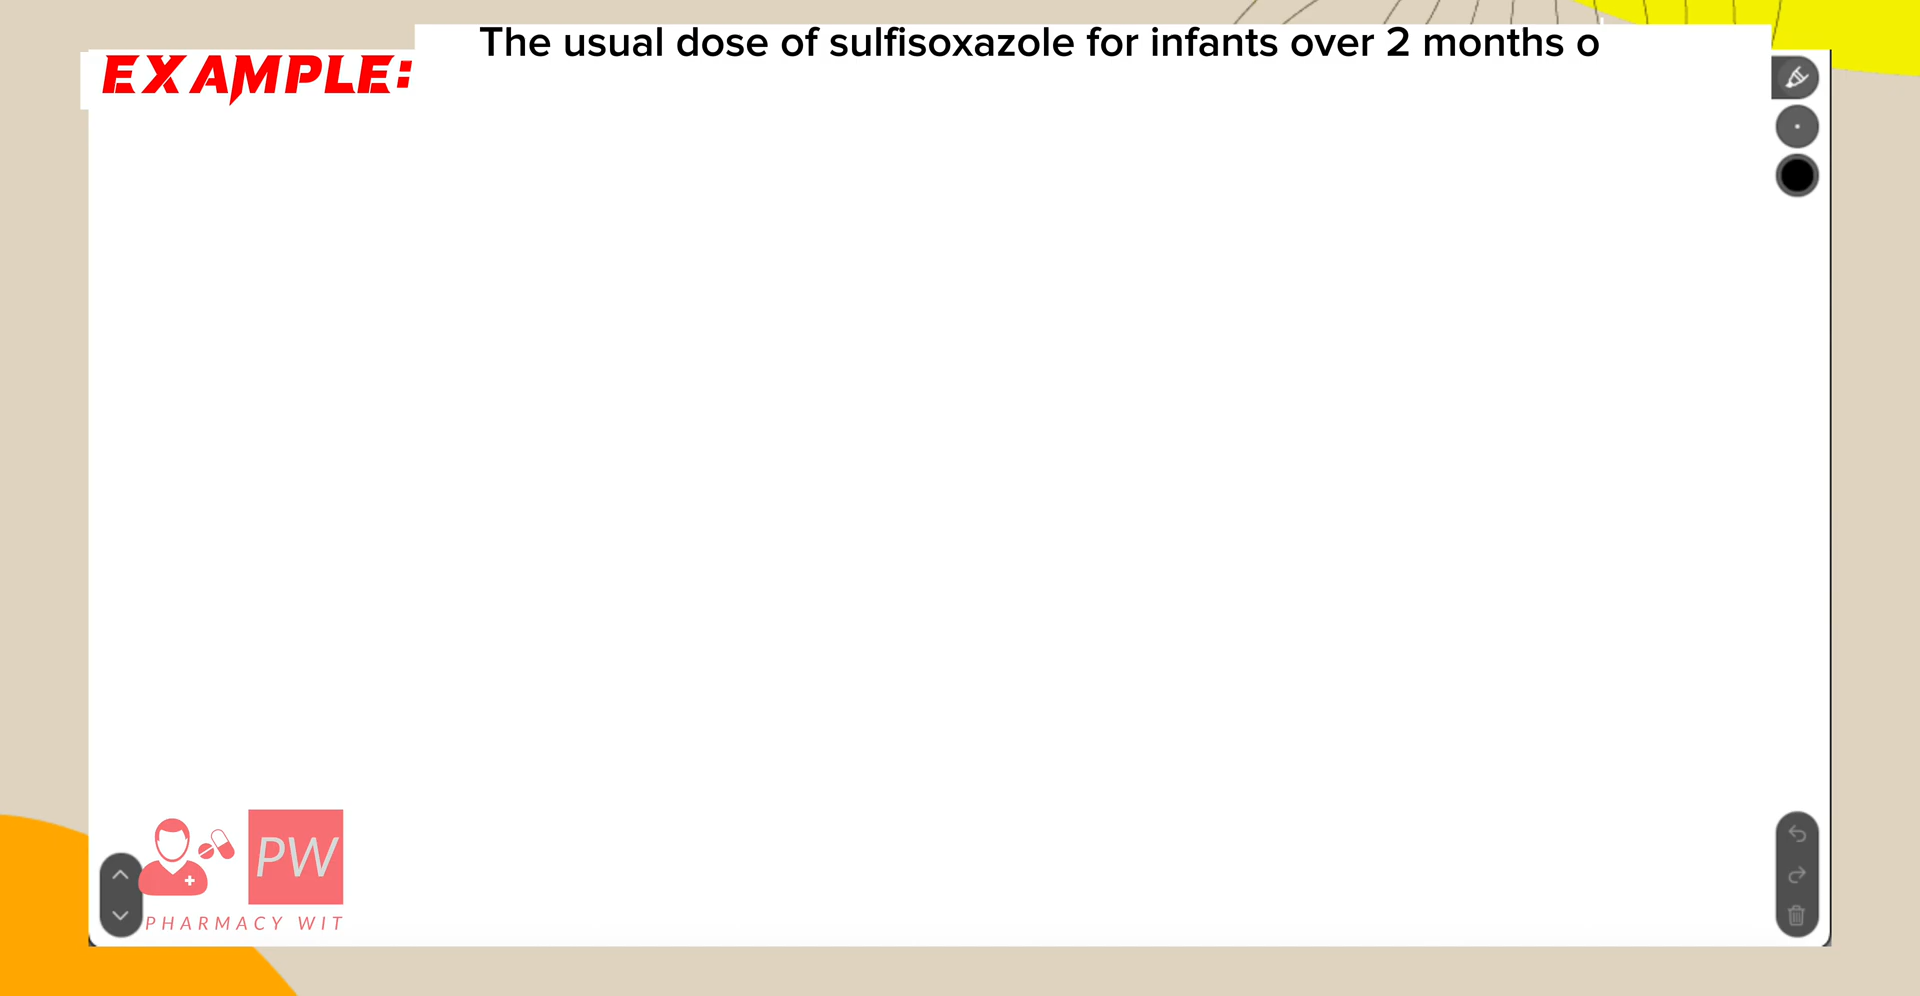 The usual dose of sulfisoxazole for infants over 2 months o
EXAMPLE:
PW
PHARMACY WIT